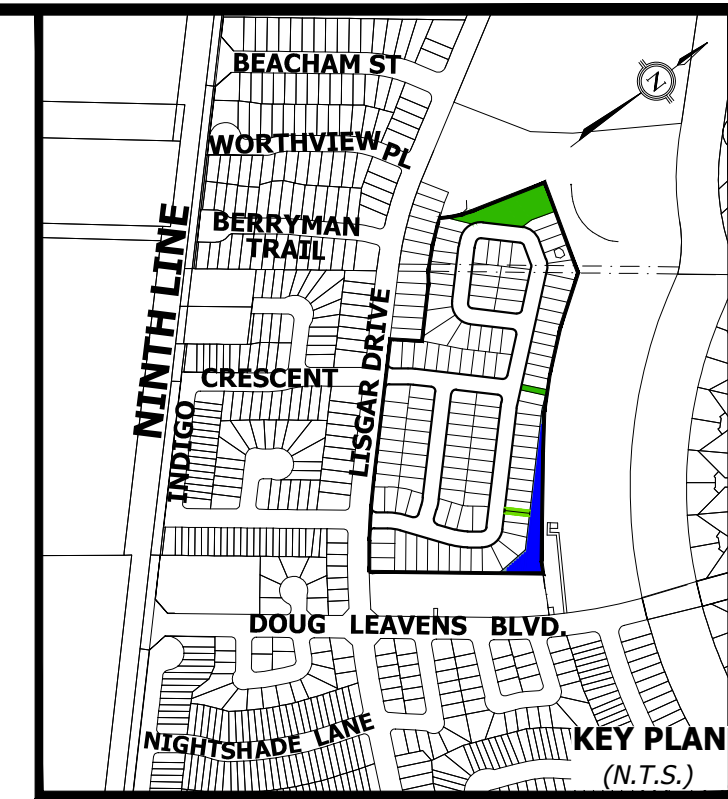 BEACHAM ST
N
WORTHVIEW PL
BERRYMAN
TRAIL
NINTH LINE
LISGAR DRIVE
CRESCENT
INDIGO
DOUG LEAVENS BLVD.
NIGHTSHADE LANE
KEY PLAN
(N.T.S.)